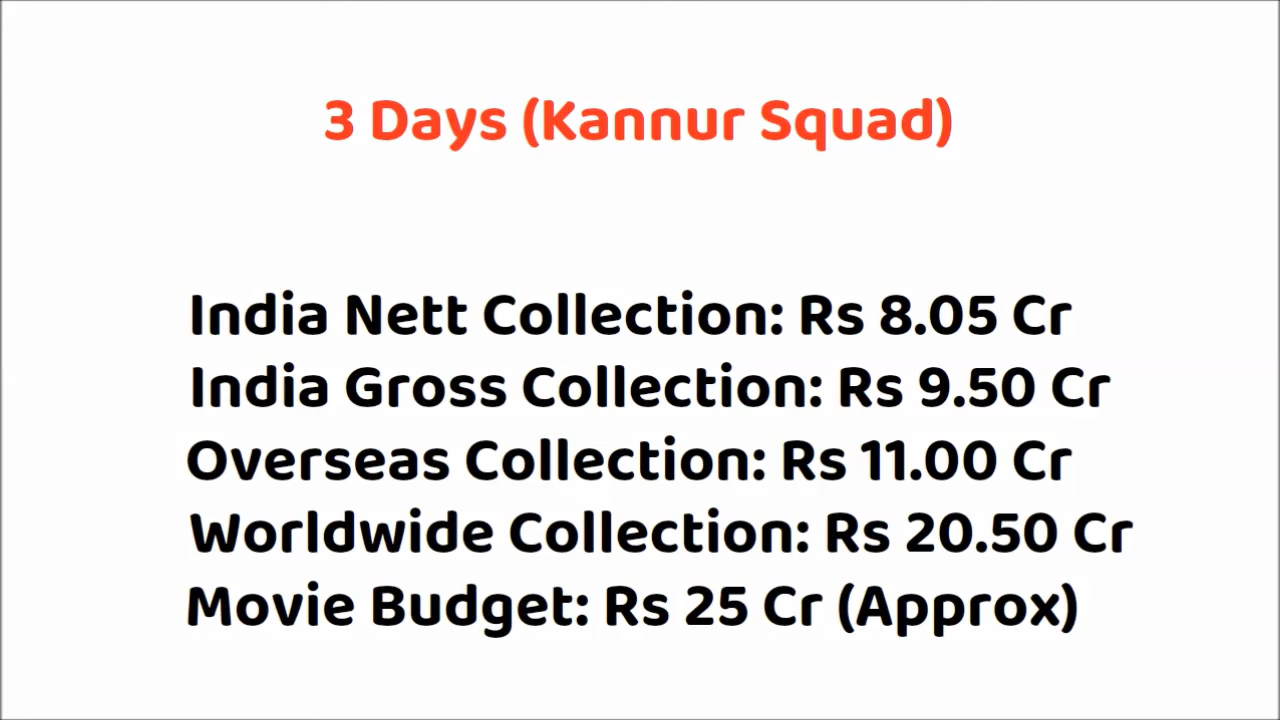 3 Days (Kannur Squad)
India Nett Collection: Rs 8.05 Cr
India Gross Collection: Rs 9.50 Cr
Overseas Collection: Rs 11.00 Cr
Worldwide Collection: Rs 20.50 Cr
Movie Budget: Rs 25 Cr (Approx)